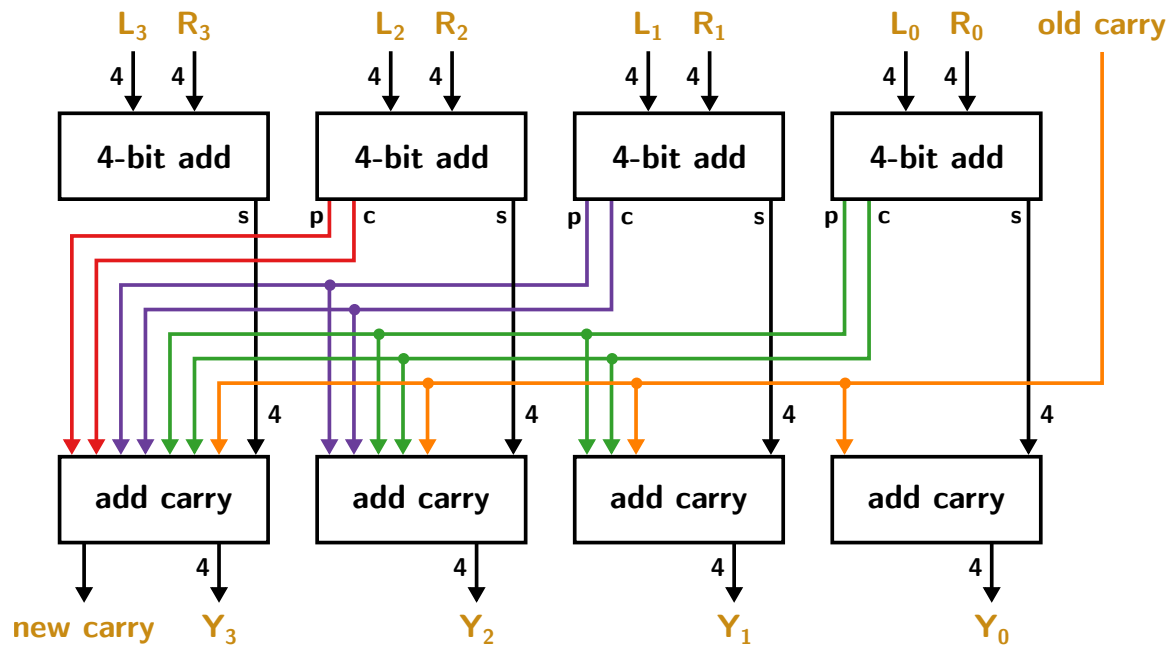 L₃ R₃ L₂ R₂ L₁ R₁ L₀ R₀ old carry
4 4 4 4 4 4 4 4
4-bit add 4-bit add 4-bit add 4-bit add
s p c s p c s p c s
4 4 4 4
add carry add carry add carry add carry
4 4 4 4
new carry Y₃ Y₂ Y₁ Y₀